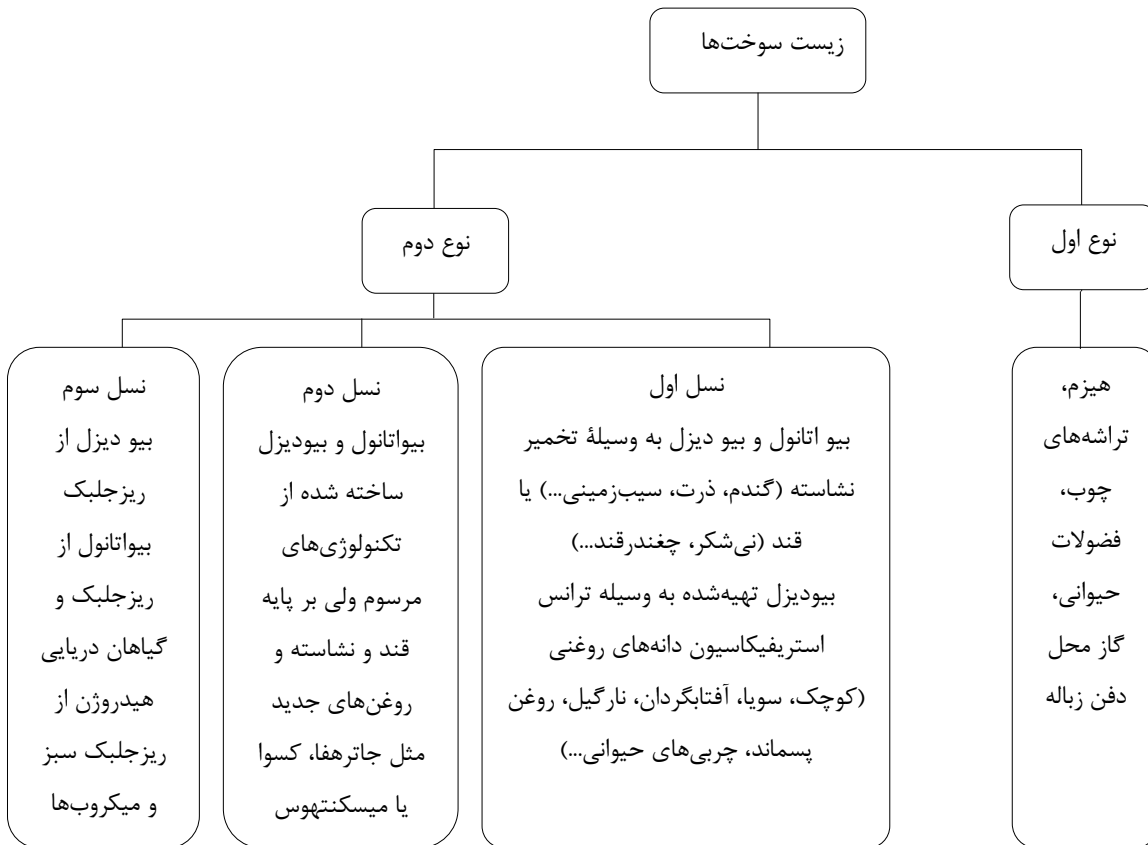 زیست سوخت‌ها
نوع اول
نوع دوم
هیزم،
تراشه‌های
چوب،
فضولات
حیوانی،
گاز محل
دفن زباله
نسل اول
بیو اتانول و بیو دیزل به وسیلهٔ تخمیر
نشاسته (گندم، ذرت، سیب‌زمینی...) یا
قند (نی‌شکر، چغندرقند...)
بیودیزل تهیه‌شده به وسیله ترانس
استریفیکاسیون دانه‌های روغنی
(کوچک، سویا، آفتابگردان، نارگیل، روغن
پسماند، چربی‌های حیوانی...)
نسل دوم
بیواتانول و بیودیزل
ساخته شده از
تکنولوژی‌های
مرسوم ولی بر پایه
قند و نشاسته و
روغن‌های جدید
مثل جاترهفا، کسوا
یا میسکنتهوس
نسل سوم
بیو دیزل از
ریزجلبک
بیواتانول از
ریزجلبک و
گیاهان دریایی
هیدروژن از
ریزجلبک سبز
و میکروب‌ها